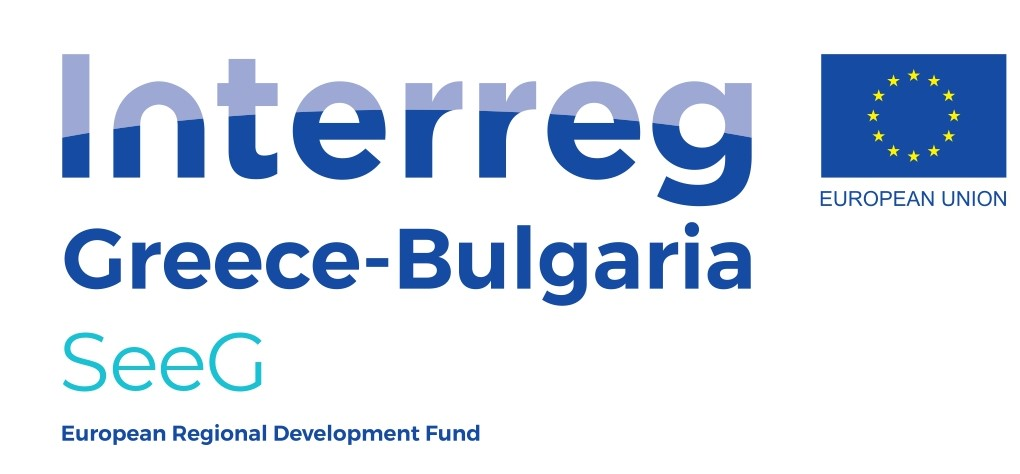 Interreg
EUROPEAN UNION
Greece-Bulgaria
SeeG
European Regional Development Fund